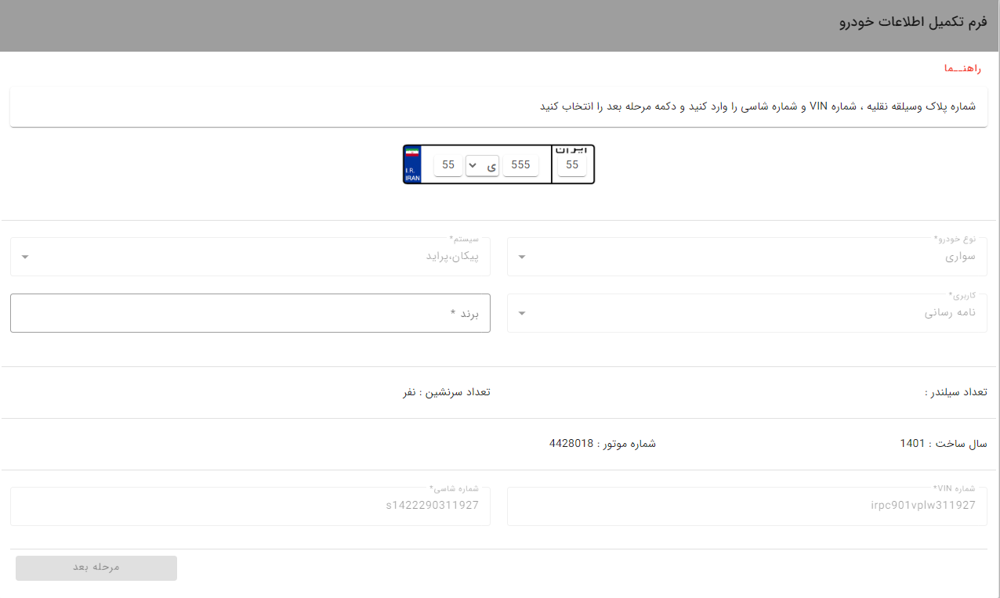 فرم تکمیل اطلاعات خودرو
راهنــما
شماره پلاک وسیلقه نقلیه ، شماره VIN و شماره شاسی را وارد کنید و دکمه مرحله بعد را انتخاب کنید
ایران
55
555
ی
55
I.R.
IRAN
نوع خودرو*
سواری
سیستم*
پیکان،پراید
کاربری*
نامه رسانی
برند *
تعداد سیلندر :
تعداد سرنشین : نفر
سال ساخت : 1401
شماره موتور : 4428018
شماره VIN*
irpc901vplw311927
شماره شاسی*
s1422290311927
مرحله بعد